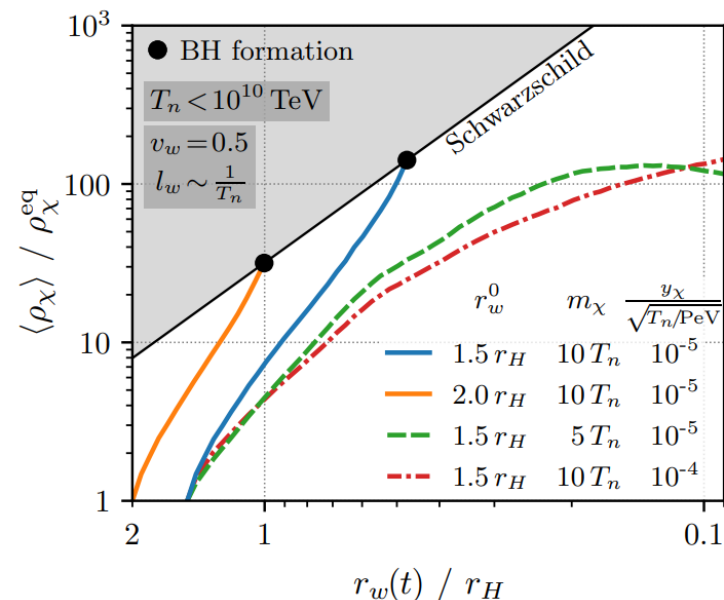 ● BH formation
T_n < 10^10 TeV
v_w = 0.5
l_w ~ 1/T_n
Schwarzschild
10^3
100
10
1
⟨ρ_χ⟩ / ρ_χ^eq
r_w^0 m_χ y_χ/√(T_n/PeV)
1.5 r_H 10 T_n 10^-5
2.0 r_H 10 T_n 10^-5
1.5 r_H 5 T_n 10^-5
1.5 r_H 10 T_n 10^-4
2 1 0.1
r_w(t) / r_H